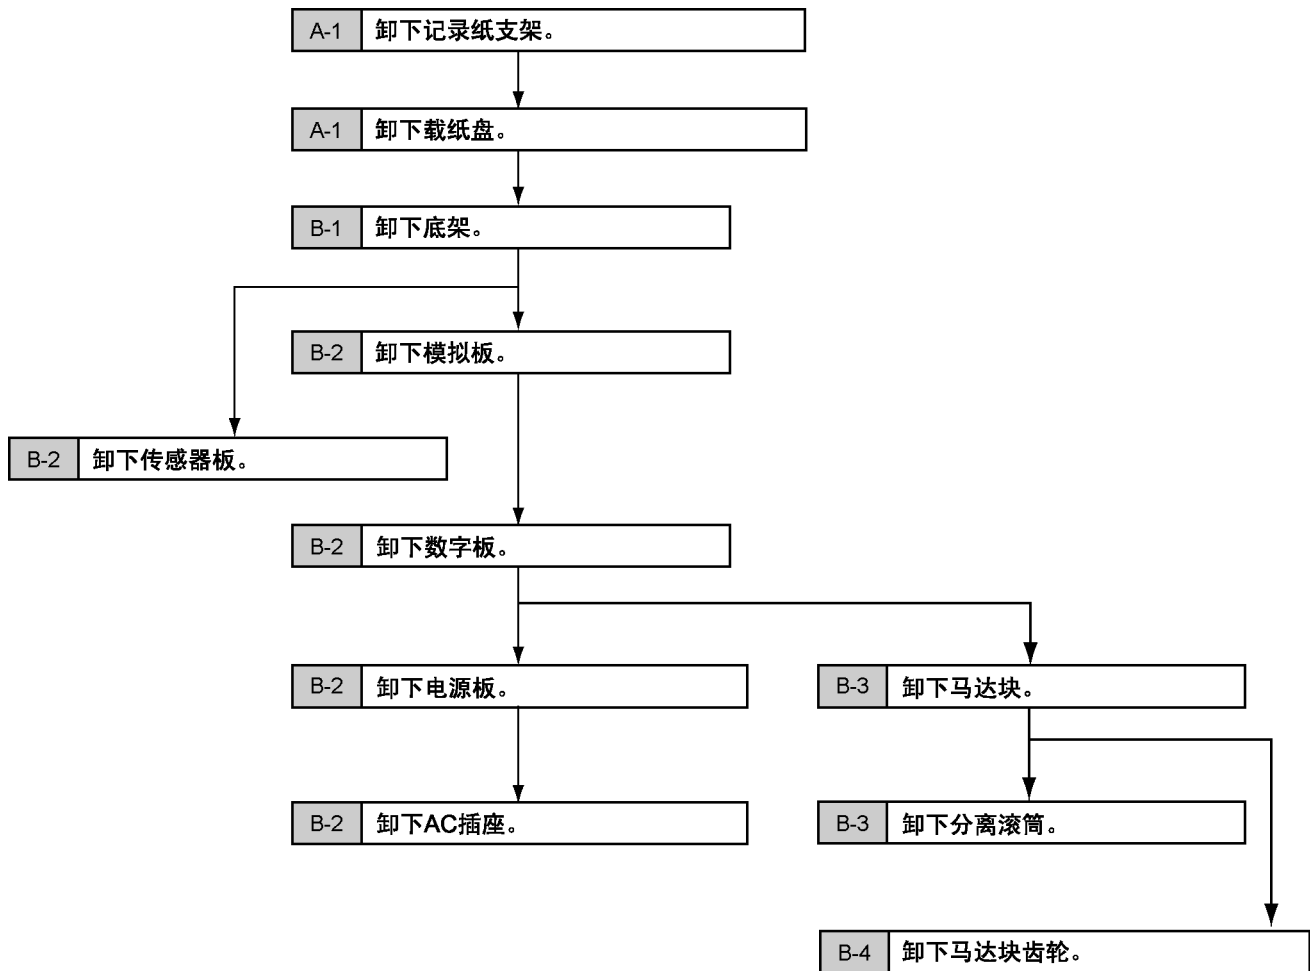 A-1 卸下记录纸支架。
A-1 卸下载纸盘。
B-1 卸下底架。
B-2 卸下模拟板。
B-2 卸下传感器板。
B-2 卸下数字板。
B-2 卸下电源板。
B-3 卸下马达块。
B-2 卸下AC插座。
B-3 卸下分离滚筒。
B-4 卸下马达块齿轮。